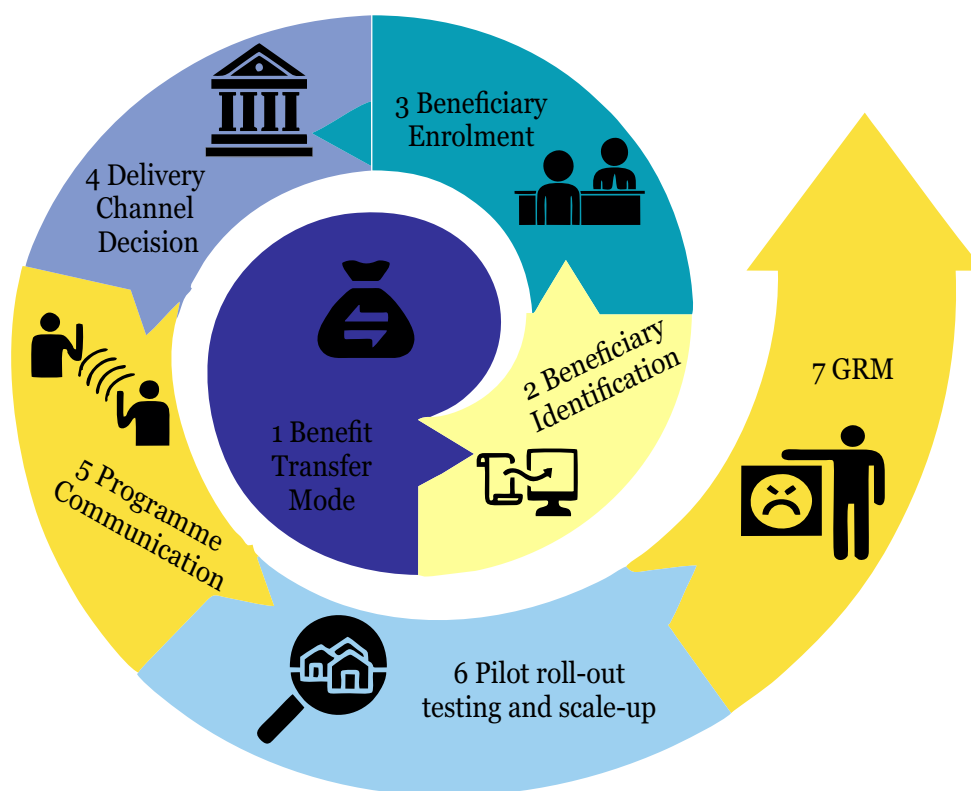 1 Benefit
Transfer
Mode
2 Beneficiary
Identification
3 Beneficiary
Enrolment
4 Delivery
Channel
Decision
5 Programme
Communication
6 Pilot roll-out
testing and scale-up
7 GRM